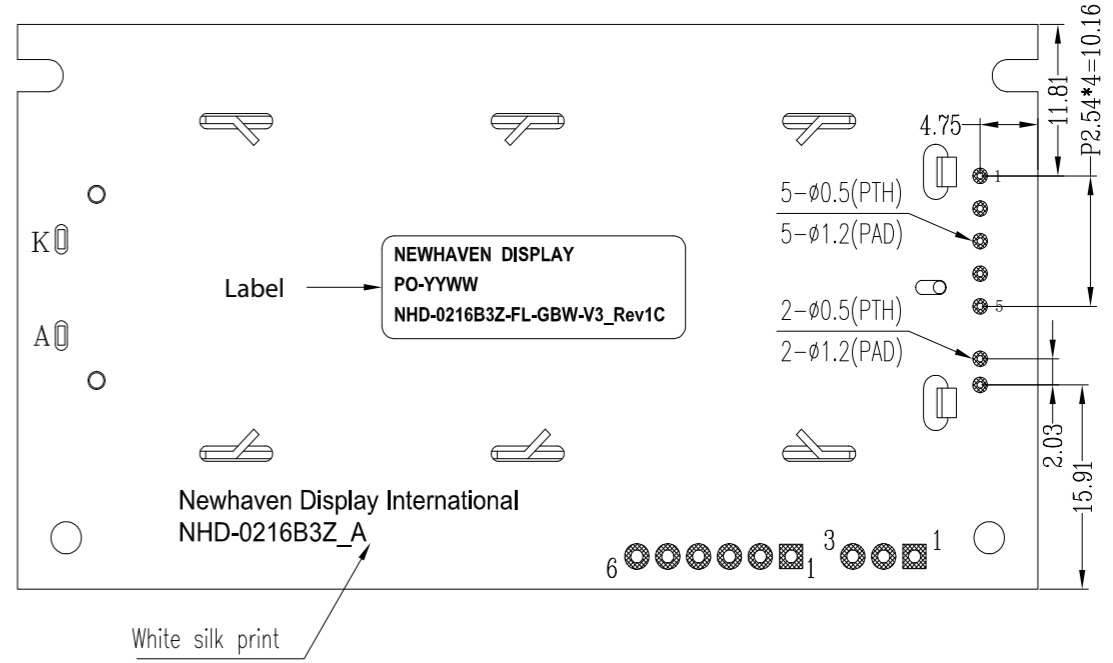 P2.54*4=10.16
11.81
4.75
1
5-ø0.5(PTH)
5-ø1.2(PAD)
K
NEWHAVEN DISPLAY
PO-YYWW
NHD-0216B3Z-FL-GBW-V3_Rev1C
Label
5
2-ø0.5(PTH)
2-ø1.2(PAD)
A
2.03
15.91
Newhaven Display International
NHD-0216B3Z_A
6
1
3
1
White silk print